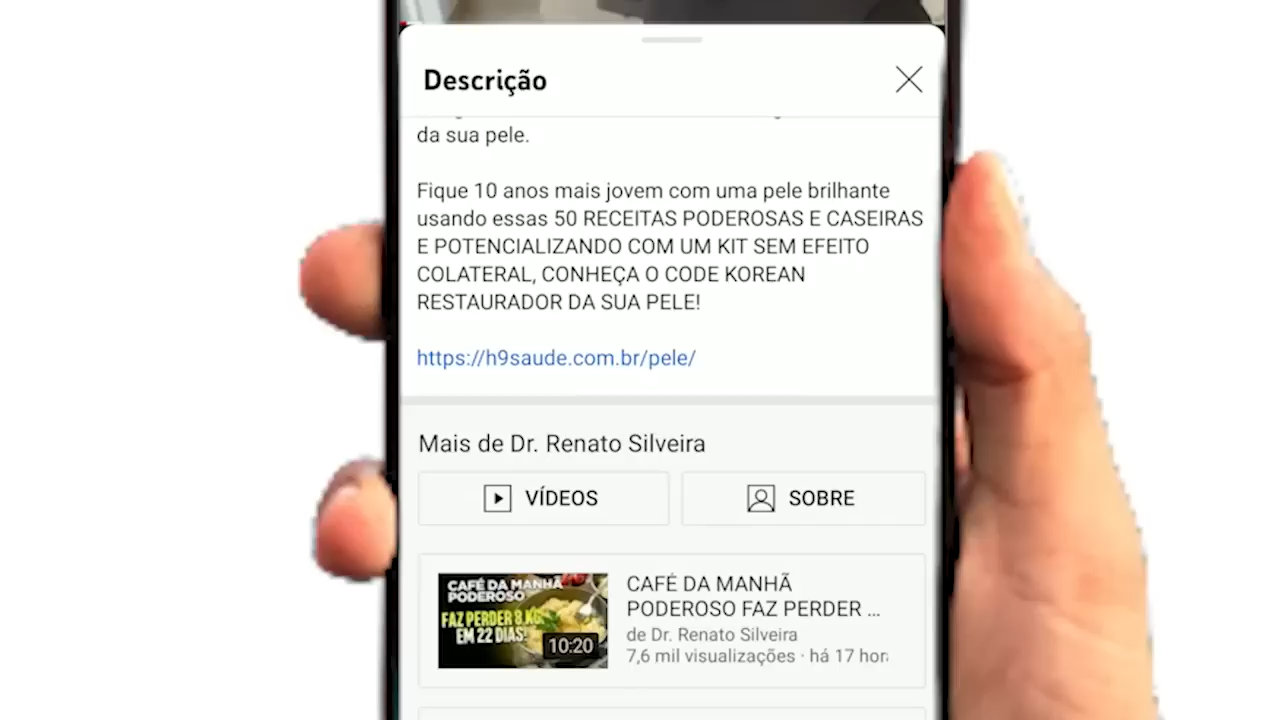 Descrição
da sua pele.
Fique 10 anos mais jovem com uma pele brilhante
usando essas 50 RECEITAS PODEROSAS E CASEIRAS
E POTENCIALIZANDO COM UM KIT SEM EFEITO
COLATERAL, CONHEÇA O CODE KOREAN
RESTAURADOR DA SUA PELE!
https://h9saude.com.br/pele/
Mais de Dr. Renato Silveira
VÍDEOS
SOBRE
CAFÉ DA MANHÃ
PODEROSO
FAZ PERDER 8 KG
EM 22 DIAS!
10:20
CAFÉ DA MANHÃ
PODEROSO FAZ PERDER ...
de Dr. Renato Silveira
7,6 mil visualizações · há 17